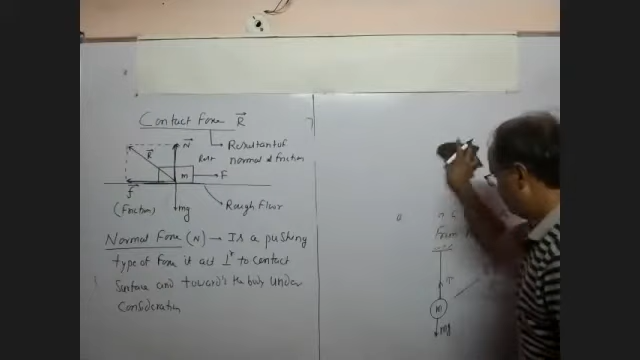 Contact Force R
Resultant of
normal & friction
N
R
Rest
m
F
f
(Friction)
mg
Rough Floor
Normal Force (N) → Is a pushing
type of Force it act ⊥r to contact
Surface and toward's the body under
consideration
T
m
mg